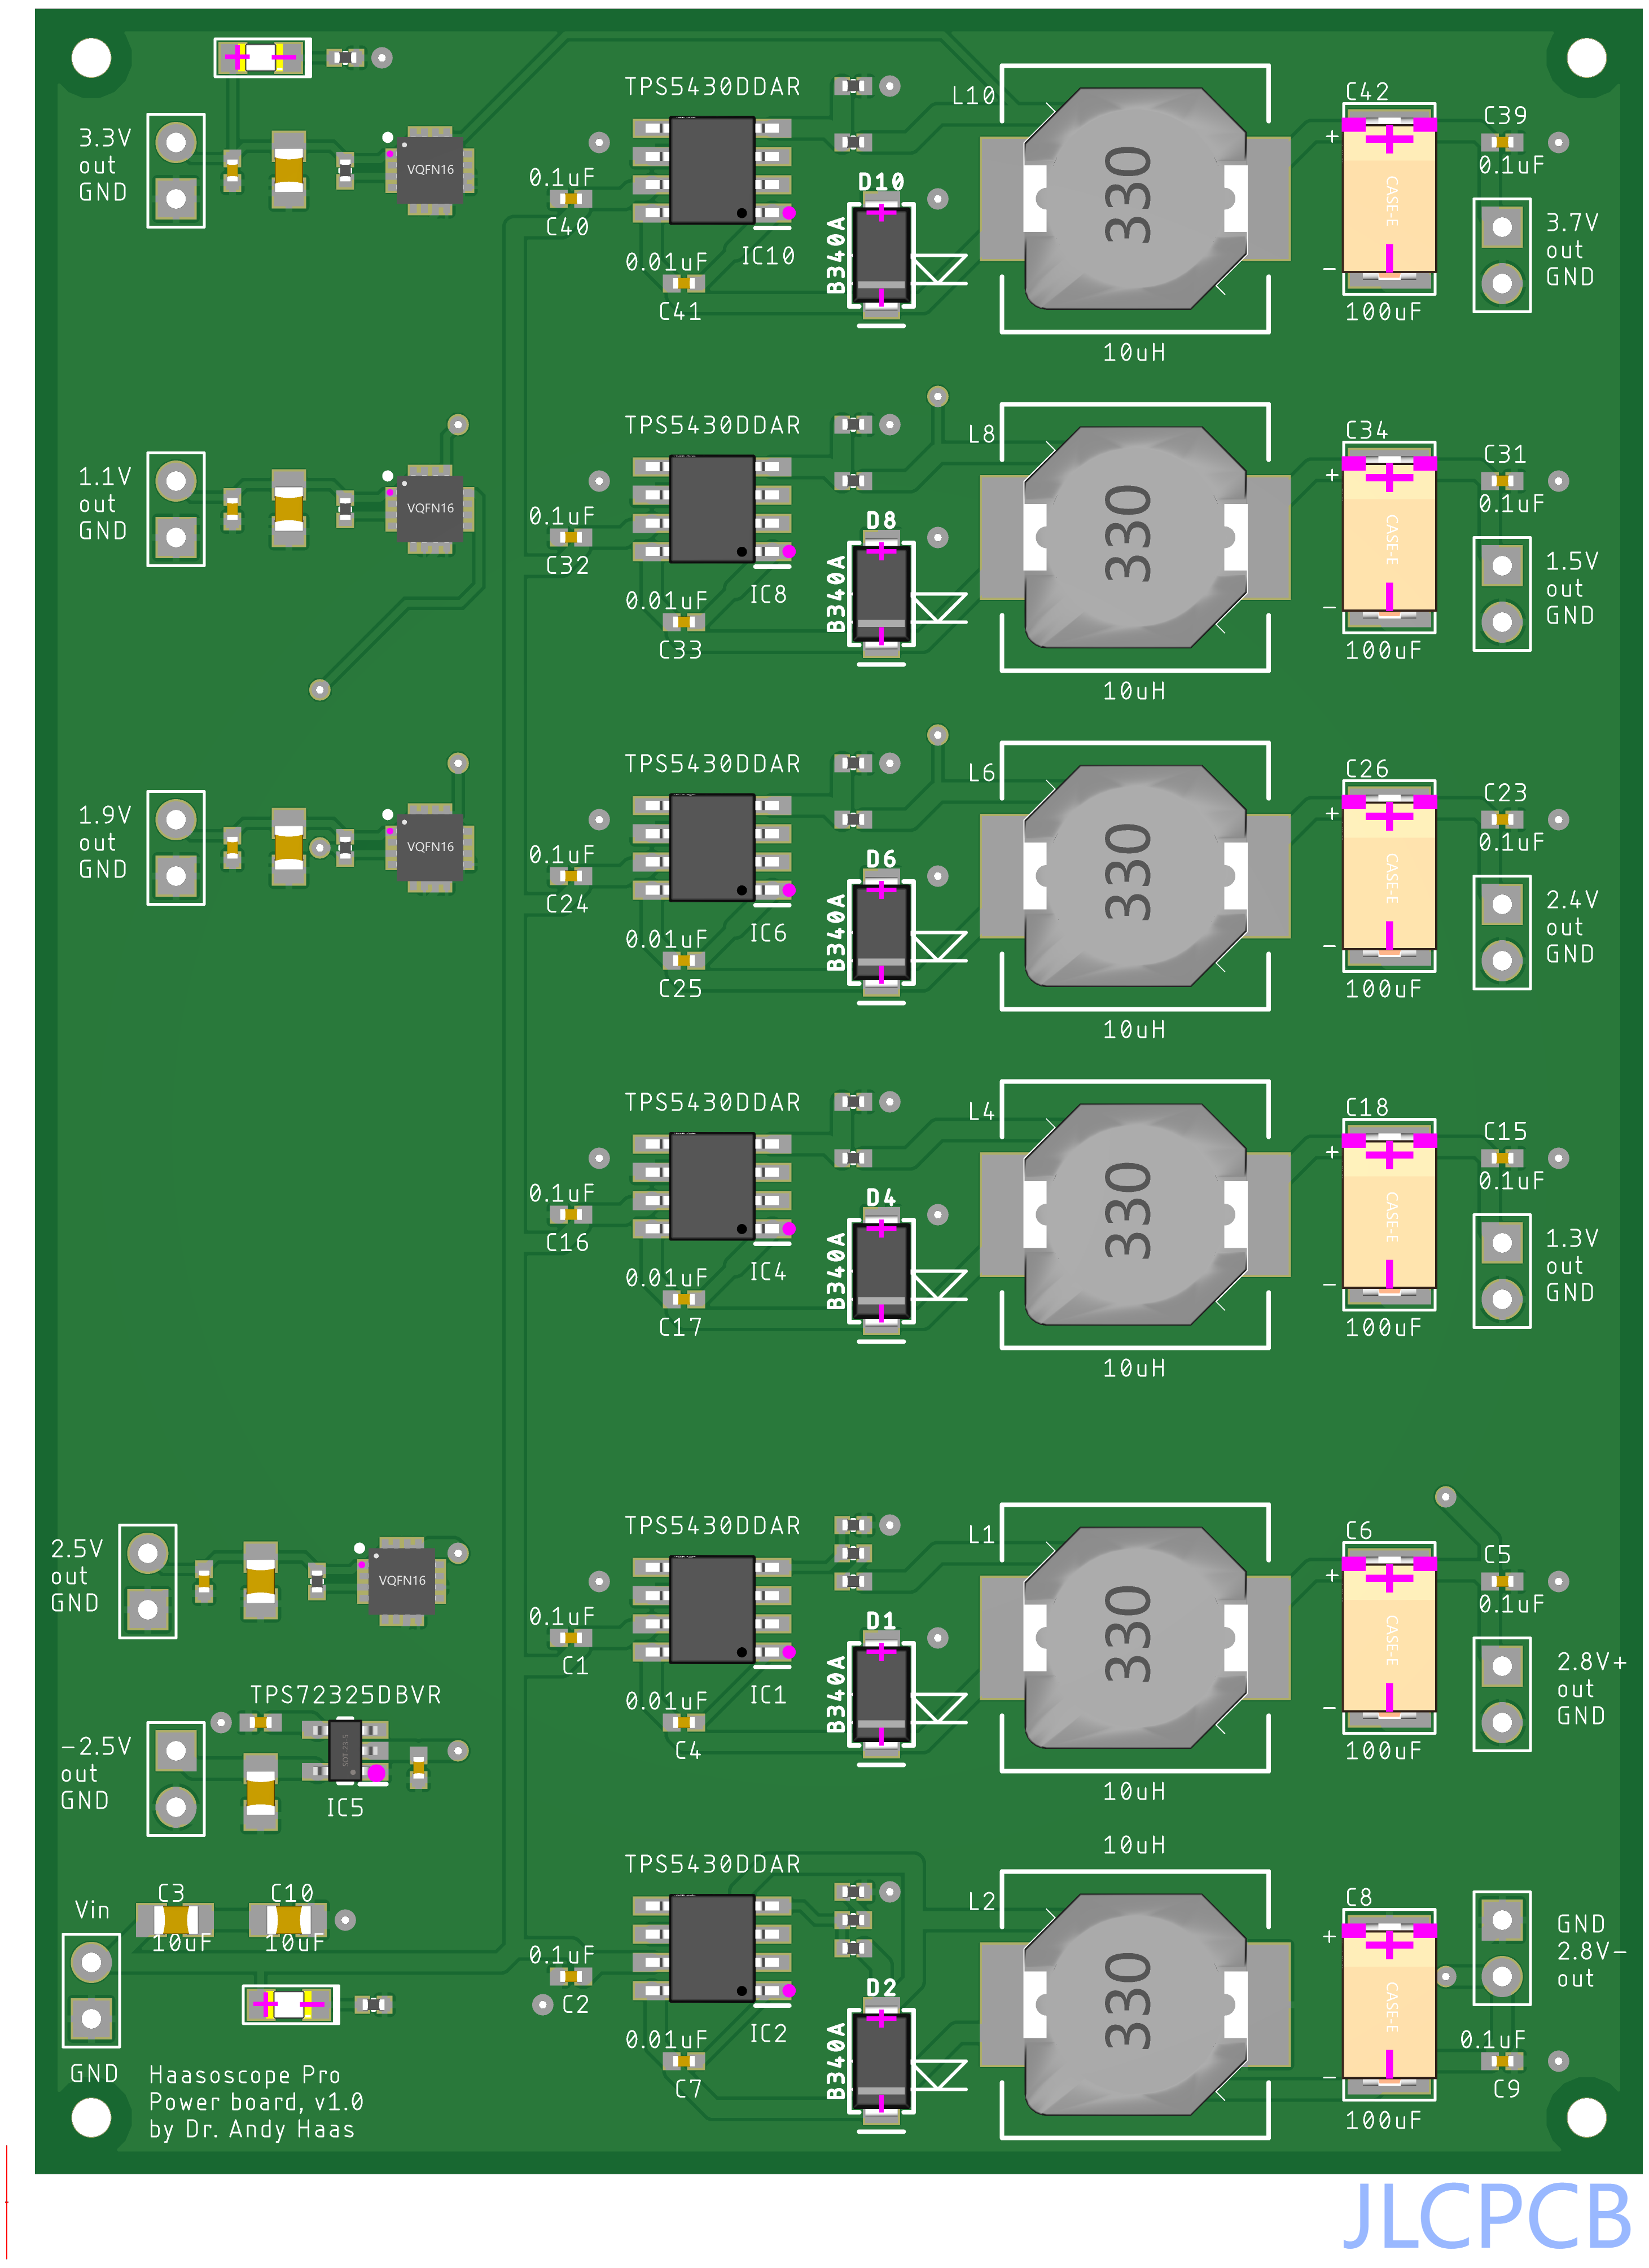 TPS5430DDAR
L10
C42
C39
0.1uF
3.3V
out
GND
VQFN16
0.1uF
C40
D10
B340A
IC10
0.01uF
C41
330
10uH
+
CASE-E
-
100uF
3.7V
out
GND
TPS5430DDAR
L8
C34
C31
0.1uF
1.1V
out
GND
VQFN16
0.1uF
C32
D8
B340A
IC8
0.01uF
C33
330
10uH
+
CASE-E
-
100uF
1.5V
out
GND
TPS5430DDAR
L6
C26
C23
0.1uF
1.9V
out
GND
VQFN16
0.1uF
C24
D6
B340A
IC6
0.01uF
C25
330
10uH
+
CASE-E
-
100uF
2.4V
out
GND
TPS5430DDAR
L4
C18
C15
0.1uF
0.1uF
C16
D4
B340A
IC4
0.01uF
C17
330
10uH
+
CASE-E
-
100uF
1.3V
out
GND
TPS5430DDAR
L1
C6
C5
0.1uF
2.5V
out
GND
VQFN16
0.1uF
C1
D1
B340A
IC1
0.01uF
C4
330
10uH
+
CASE-E
-
100uF
2.8V+
out
GND
TPS72325DBVR
-2.5V
out
GND
SOT-23-5
IC5
10uH
TPS5430DDAR
L2
C8
GND
2.8V-
out
Vin
C3
10uF
C10
10uF
0.1uF
C2
D2
B340A
IC2
0.01uF
C7
330
+
CASE-E
-
100uF
0.1uF
C9
GND
Haasoscope Pro
Power board, v1.0
by Dr. Andy Haas
JLCPCB